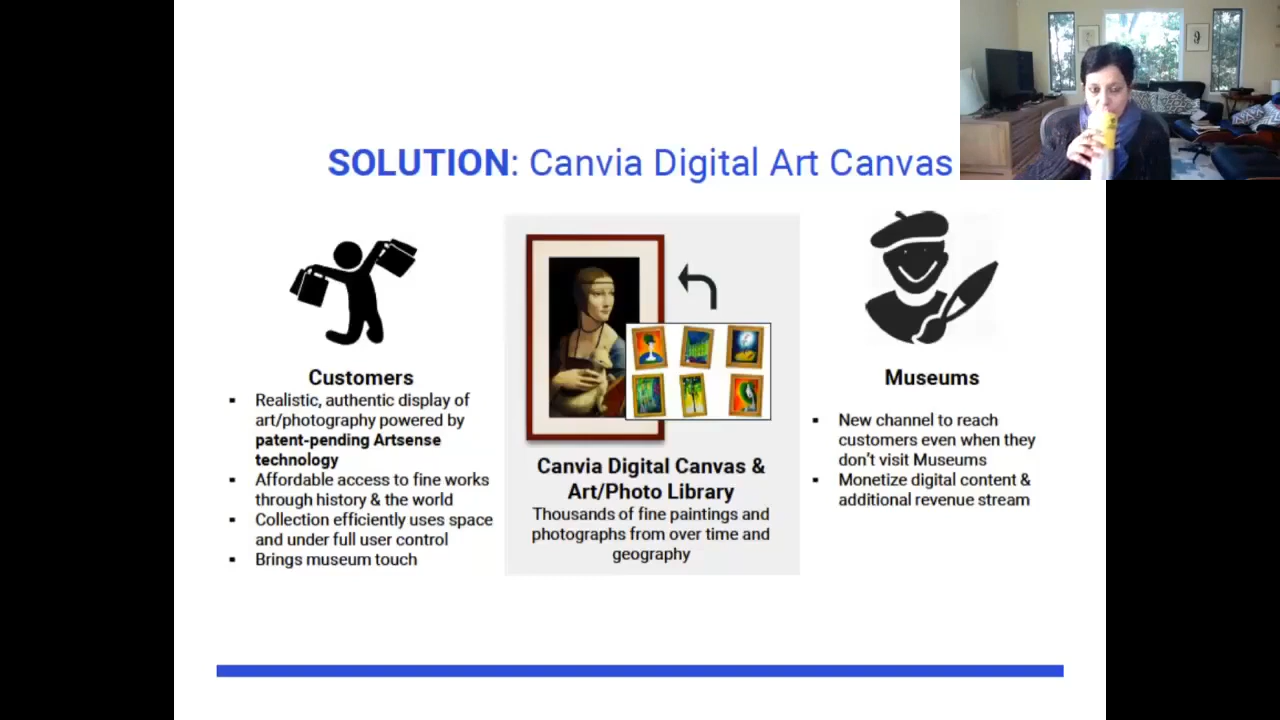 SOLUTION: Canvia Digital Art Canvas
Customers
▪ Realistic, authentic display of
art/photography powered by
patent-pending Artsense
technology
▪ Affordable access to fine works
through history & the world
▪ Collection efficiently uses space
and under full user control
▪ Brings museum touch
Canvia Digital Canvas &
Art/Photo Library
Thousands of fine paintings and
photographs from over time and
geography
Museums
▪ New channel to reach
customers even when they
don't visit Museums
▪ Monetize digital content &
additional revenue stream